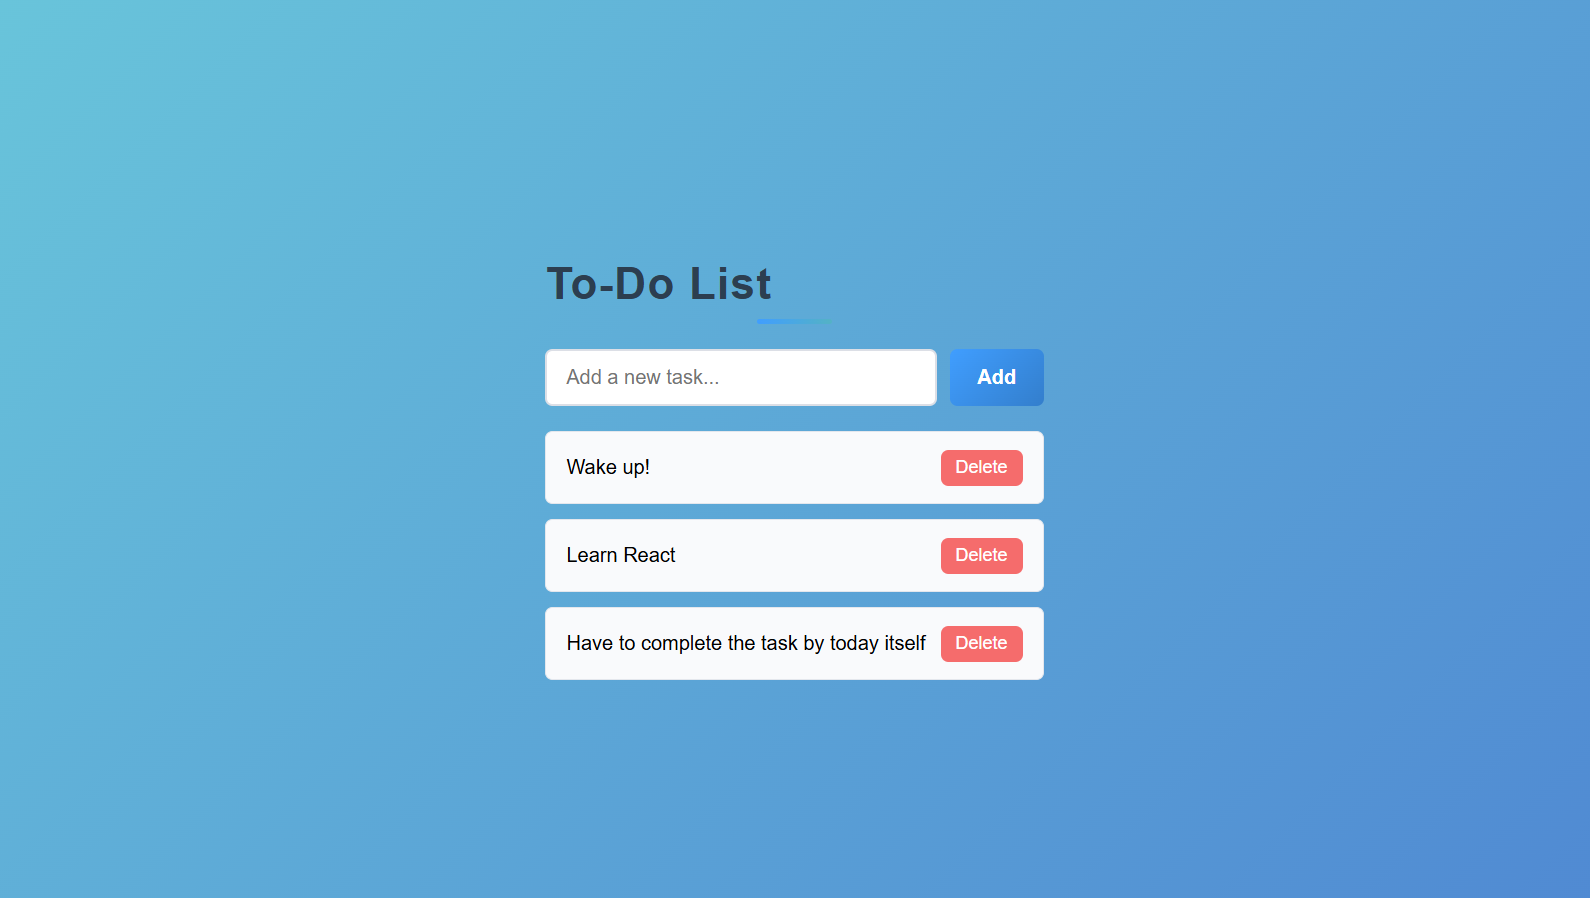 To-Do List
Add a new task...
Add
Wake up!
Delete
Learn React
Delete
Have to complete the task by today itself
Delete